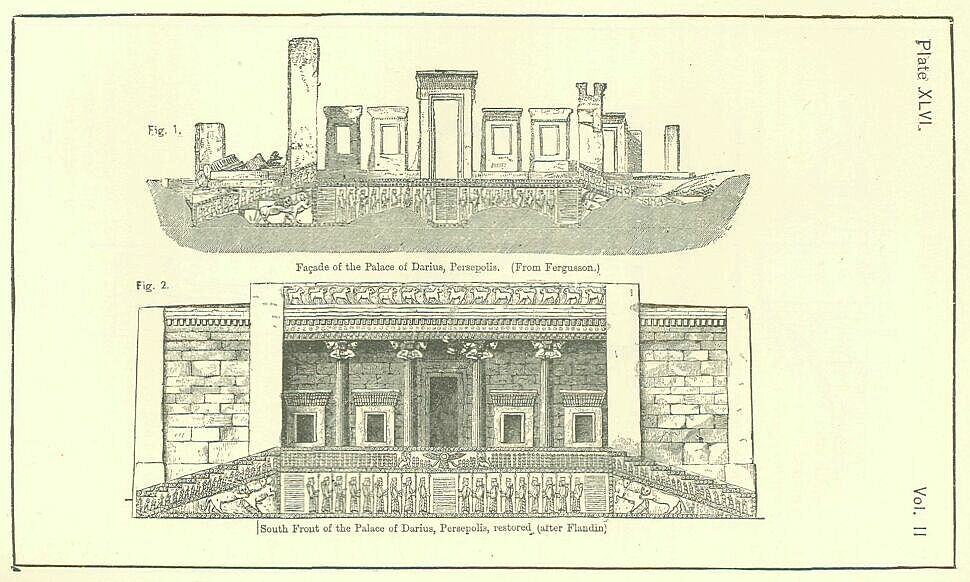 Plate XLVI.
Fig. 1.
Façade of the Palace of Darius, Persepolis. (From Fergusson.)
Fig. 2.
South Front of the Palace of Darius, Persepolis, restored (after Flandin)
Vol. II